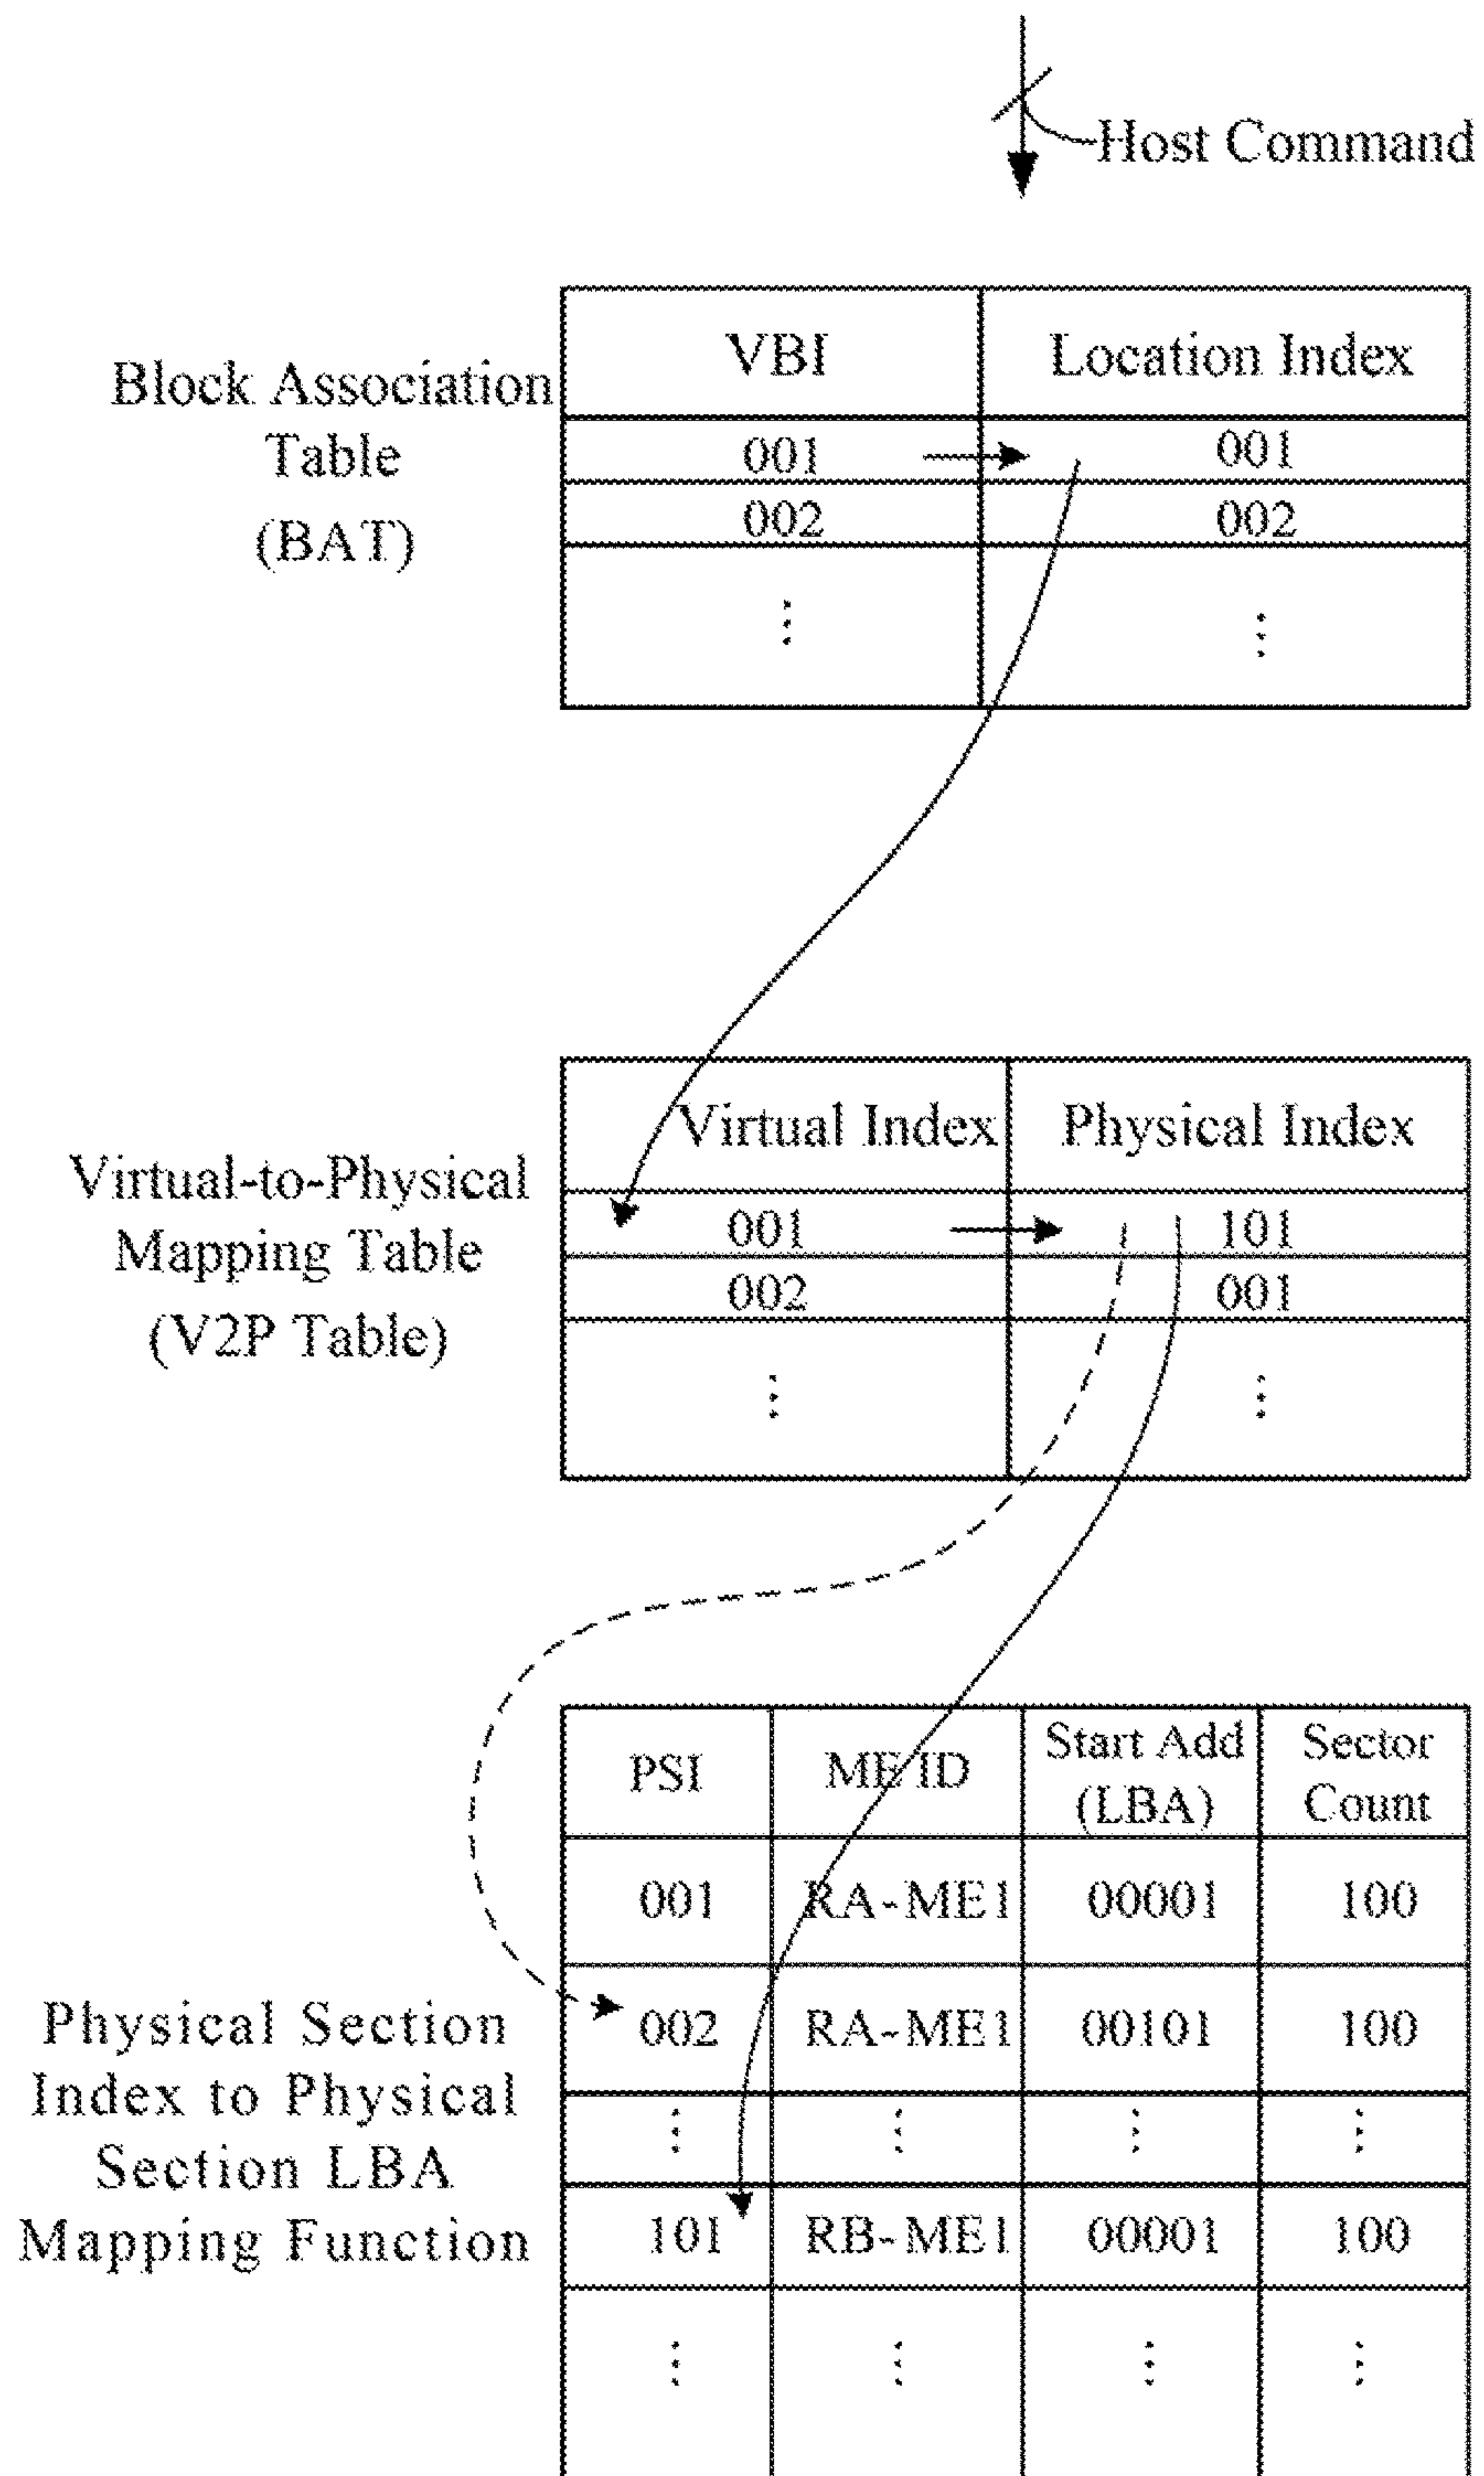 Host Command
Block Association
Table
(BAT)
VBI Location Index
001 001
002 002
Virtual-to-Physical
Mapping Table
(V2P Table)
Virtual Index Physical Index
001 101
002 001
Physical Section
Index to Physical
Section LBA
Mapping Function
PSI ME ID Start Add (LBA) Sector Count
001 RA-ME1 00001 100
002 RA-ME1 00101 100
101 RB-ME1 00001 100